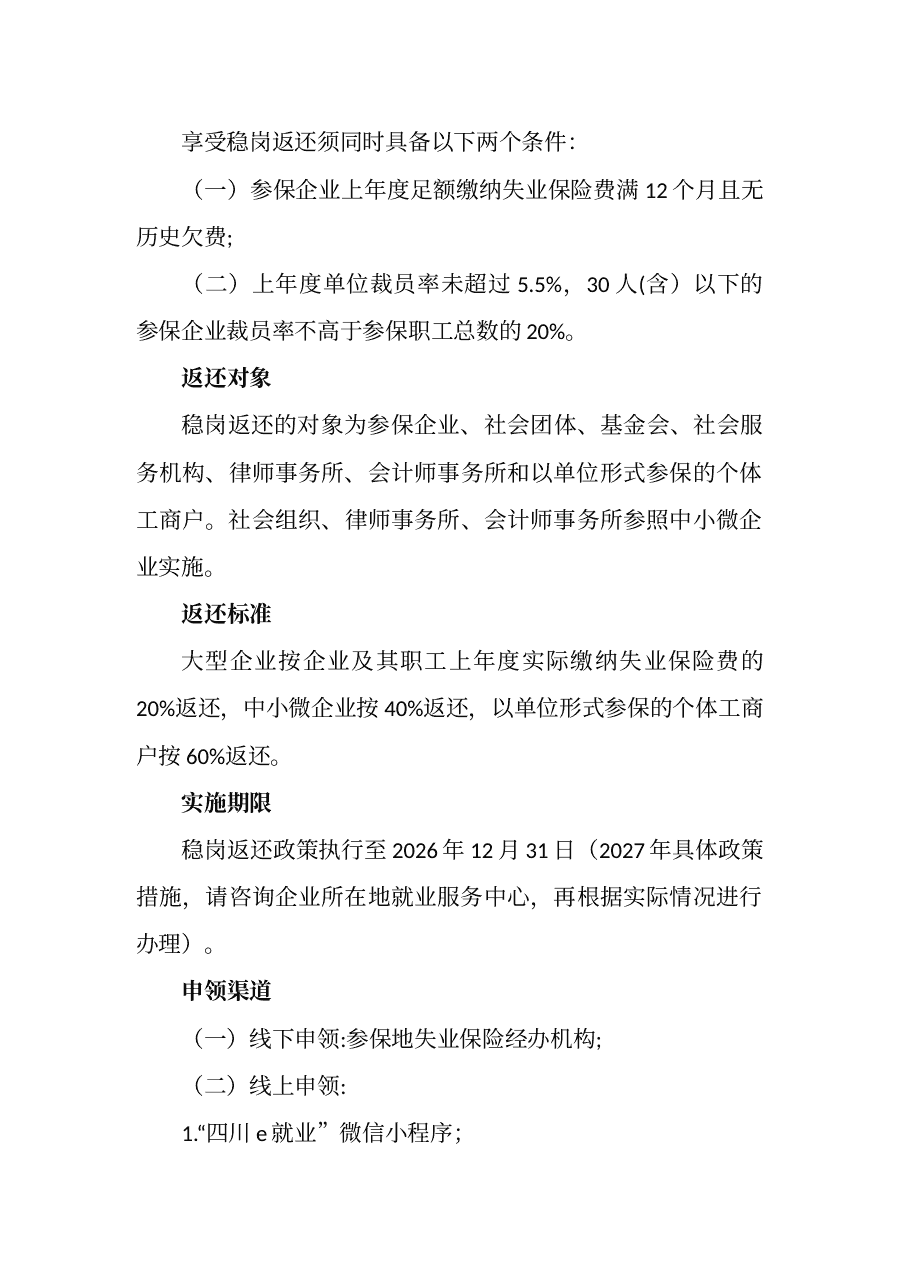 享受稳岗返还须同时具备以下两个条件：
（一）参保企业上年度足额缴纳失业保险费满 12 个月且无
历史欠费;
（二）上年度单位裁员率未超过 5.5%，30 人(含）以下的
参保企业裁员率不高于参保职工总数的 20%。
返还对象
稳岗返还的对象为参保企业、社会团体、基金会、社会服
务机构、律师事务所、会计师事务所和以单位形式参保的个体
工商户。社会组织、律师事务所、会计师事务所参照中小微企
业实施。
返还标准
大型企业按企业及其职工上年度实际缴纳失业保险费的
20%返还，中小微企业按 40%返还，以单位形式参保的个体工商
户按 60%返还。
实施期限
稳岗返还政策执行至 2026 年 12 月 31 日（2027 年具体政策
措施，请咨询企业所在地就业服务中心，再根据实际情况进行
办理）。
申领渠道
（一）线下申领:参保地失业保险经办机构;
（二）线上申领:
1.“四川 e 就业”微信小程序；